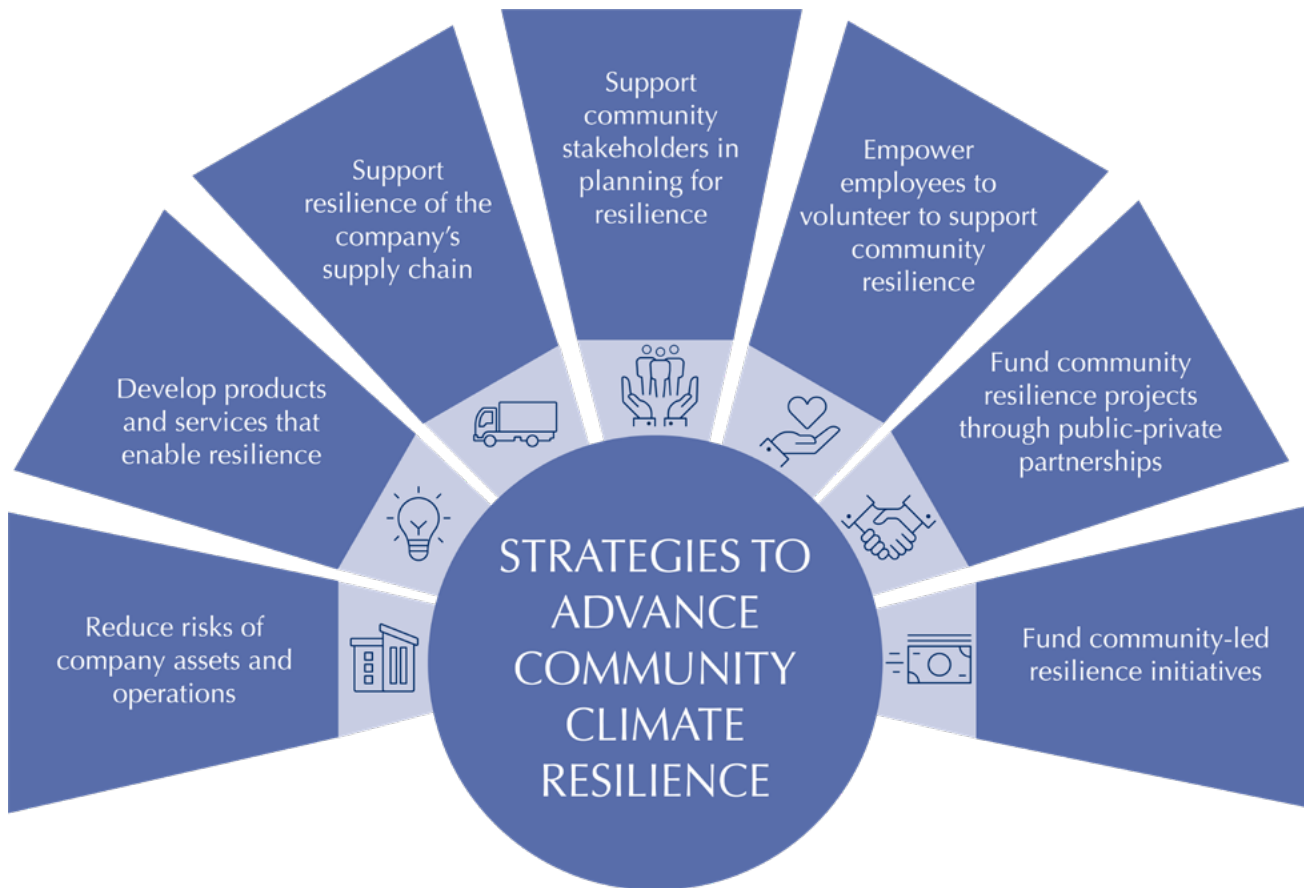 Support
community
stakeholders in
planning for
resilience
Support
resilience of the
company’s
supply chain
Empower
employees to
volunteer to support
community
resilience
Develop products
and services that
enable resilience
Fund community
resilience projects
through public-private
partnerships
Reduce risks of
company assets and
operations
STRATEGIES TO
ADVANCE
COMMUNITY
CLIMATE
RESILIENCE
Fund community-led
resilience initiatives